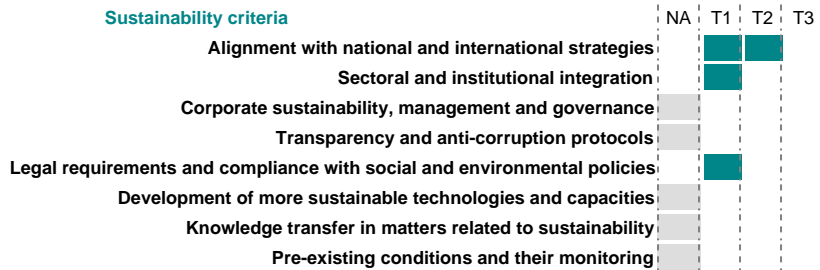 Sustainability criteria NA T1 T2 T3
Alignment with national and international strategies
Sectoral and institutional integration
Corporate sustainability, management and governance
Transparency and anti-corruption protocols
Legal requirements and compliance with social and environmental policies
Development of more sustainable technologies and capacities
Knowledge transfer in matters related to sustainability
Pre-existing conditions and their monitoring